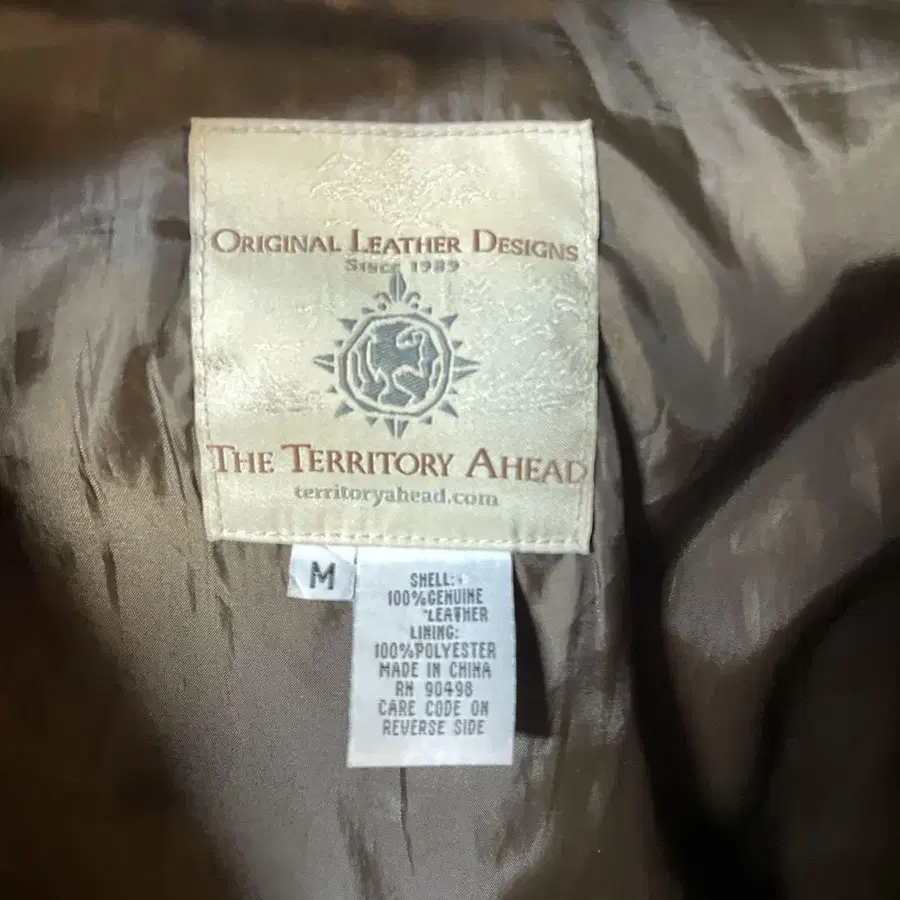 ORIGINAL LEATHER DESIGNS
SINCE 1989
THE TERRITORY AHEAD
territoryahead.com
M
SHELL:
100%GENUINE
LEATHER
LINING:
100%POLYESTER
MADE IN CHINA
RN 90498
CARE CODE ON
REVERSE SIDE